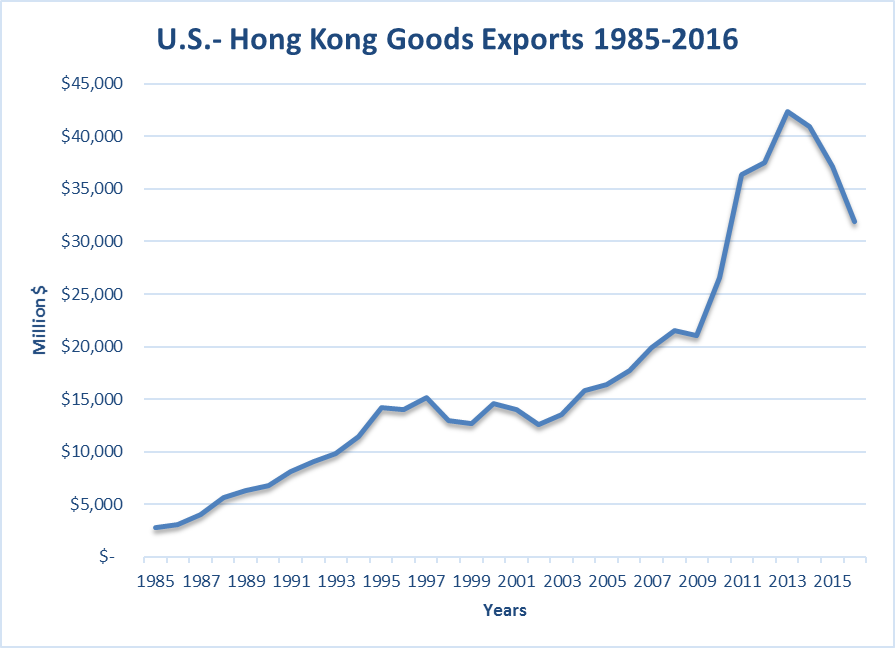 U.S.- Hong Kong Goods Exports 1985-2016
$45,000
$40,000
$35,000
$30,000
$25,000
$20,000
$15,000
$10,000
$5,000
$-
Million $
1985 1987 1989 1991 1993 1995 1997 1999 2001 2003 2005 2007 2009 2011 2013 2015
Years